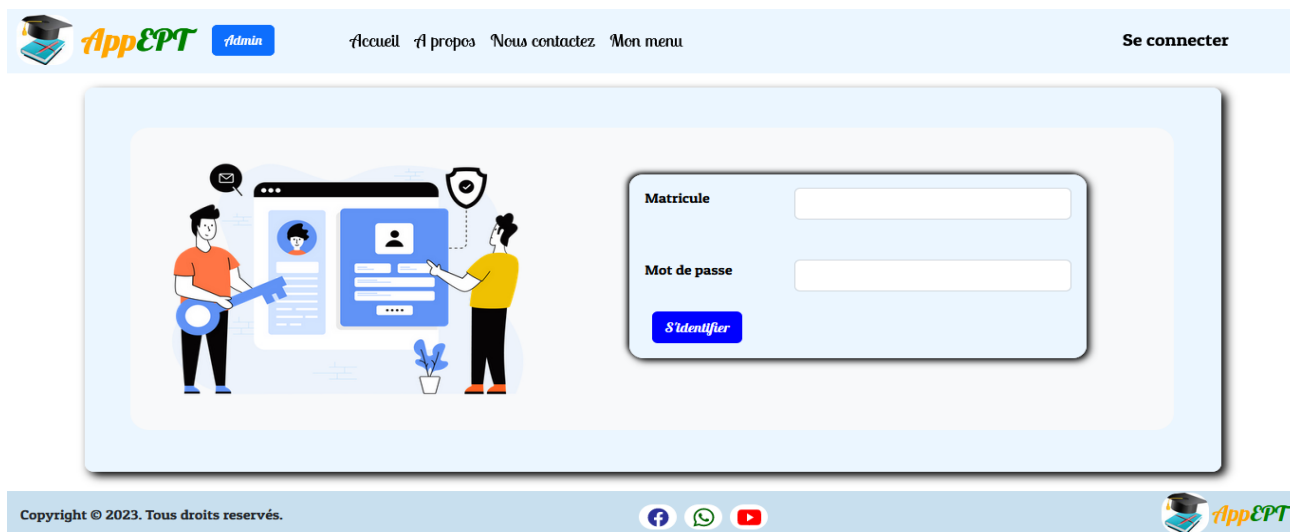 AppEPT Admin Accueil A propos Nous contactez Mon menu Se connecter
Matricule
Mot de passe
S'identifier
Copyright © 2023. Tous droits reservés.
AppEPT